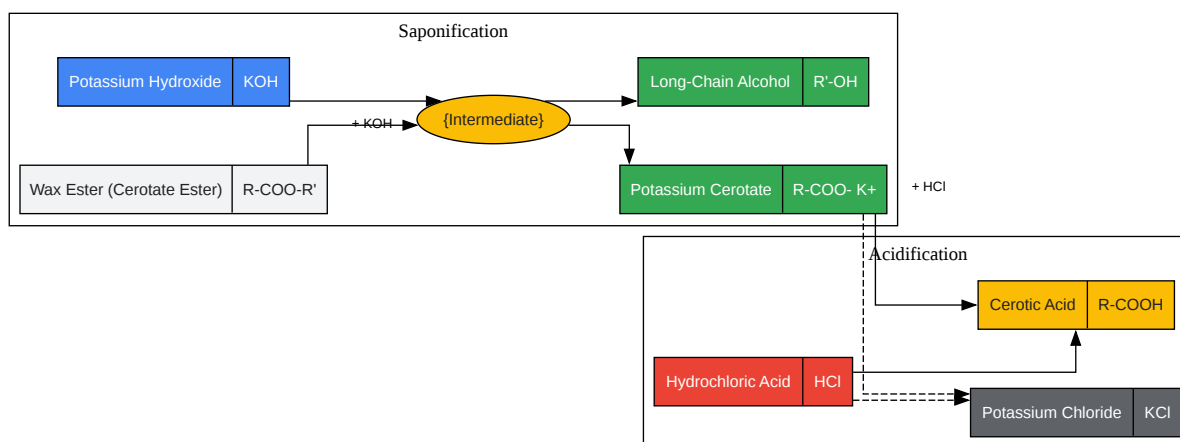 Saponification
Potassium Hydroxide KOH
Long-Chain Alcohol R'-OH
+ KOH
{Intermediate}
Wax Ester (Cerotate Ester) R-COO-R'
Potassium Cerotate R-COO- K+
+ HCl
Acidification
Cerotic Acid R-COOH
Hydrochloric Acid HCl
Potassium Chloride KCl